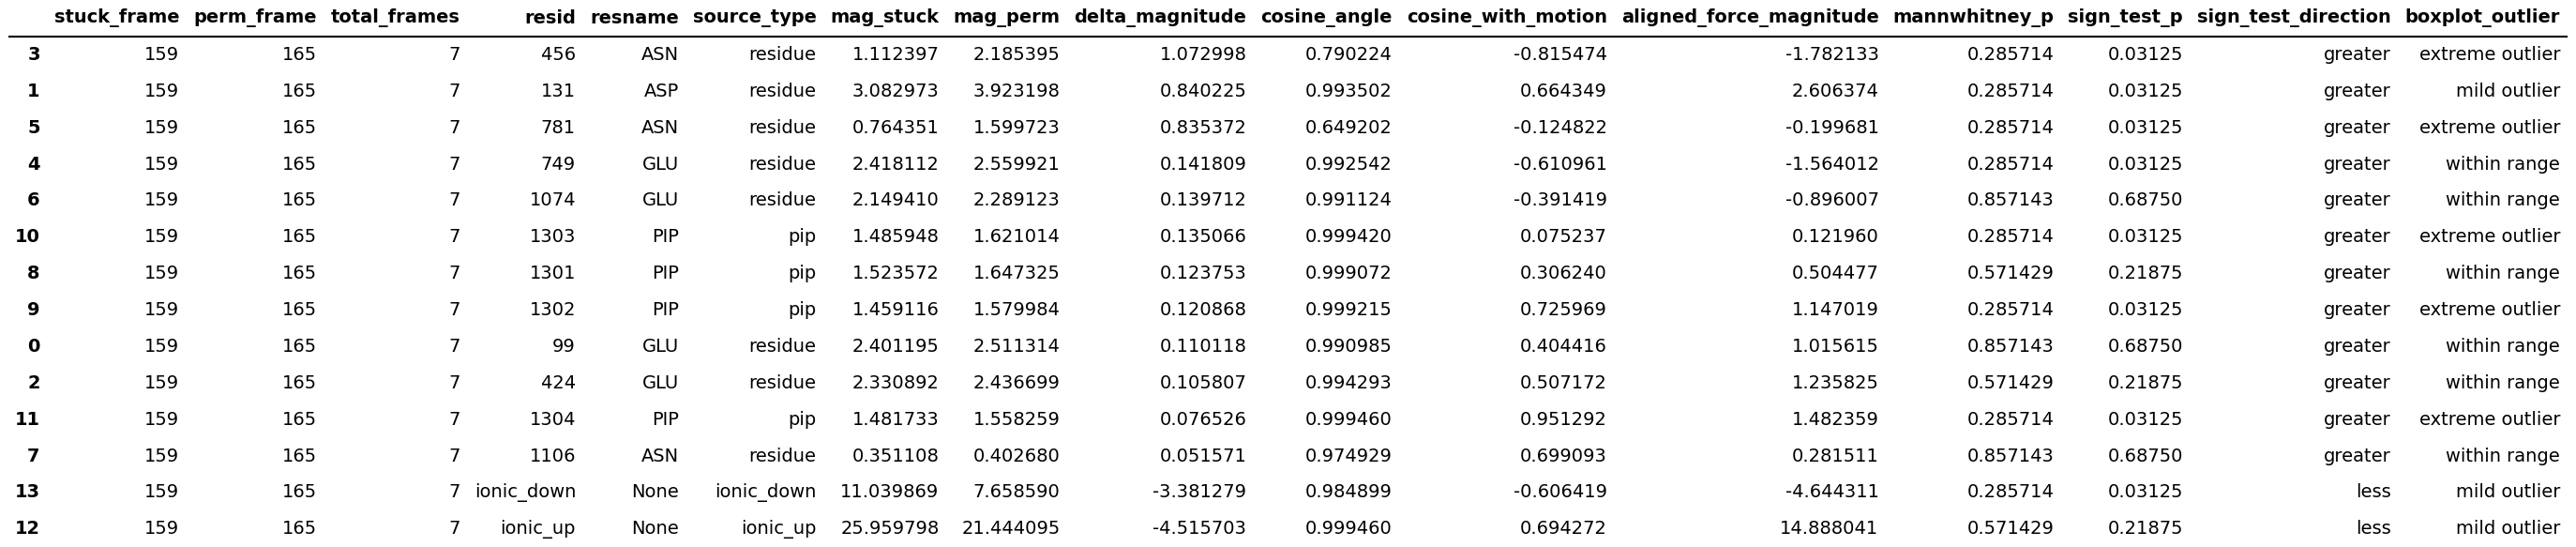 stuck_frame perm_frame total_frames resid resname source_type mag_stuck mag_perm delta_magnitude cosine_angle cosine_with_motion aligned_force_magnitude mannwhitney_p sign_test_p sign_test_direction boxplot_outlier
3 159 165 7 456 ASN residue 1.112397 2.185395 1.072998 0.790224 -0.815474 -1.782133 0.285714 0.03125 greater extreme outlier
1 159 165 7 131 ASP residue 3.082973 3.923198 0.840225 0.993502 0.664349 2.606374 0.285714 0.03125 greater mild outlier
5 159 165 7 781 ASN residue 0.764351 1.599723 0.835372 0.649202 -0.124822 -0.199681 0.285714 0.03125 greater extreme outlier
4 159 165 7 749 GLU residue 2.418112 2.559921 0.141809 0.992542 -0.610961 -1.564012 0.285714 0.03125 greater within range
6 159 165 7 1074 GLU residue 2.149410 2.289123 0.139712 0.991124 -0.391419 -0.896007 0.857143 0.68750 greater within range
10 159 165 7 1303 PIP pip 1.485948 1.621014 0.135066 0.999420 0.075237 0.121960 0.285714 0.03125 greater extreme outlier
8 159 165 7 1301 PIP pip 1.523572 1.647325 0.123753 0.999072 0.306240 0.504477 0.571429 0.21875 greater within range
9 159 165 7 1302 PIP pip 1.459116 1.579984 0.120868 0.999215 0.725969 1.147019 0.285714 0.03125 greater extreme outlier
0 159 165 7 99 GLU residue 2.401195 2.511314 0.110118 0.990985 0.404416 1.015615 0.857143 0.68750 greater within range
2 159 165 7 424 GLU residue 2.330892 2.436699 0.105807 0.994293 0.507172 1.235825 0.571429 0.21875 greater within range
11 159 165 7 1304 PIP pip 1.481733 1.558259 0.076526 0.999460 0.951292 1.482359 0.285714 0.03125 greater extreme outlier
7 159 165 7 1106 ASN residue 0.351108 0.402680 0.051571 0.974929 0.699093 0.281511 0.857143 0.68750 greater within range
13 159 165 7 ionic_down None ionic_down 11.039869 7.658590 -3.381279 0.984899 -0.606419 -4.644311 0.285714 0.03125 less mild outlier
12 159 165 7 ionic_up None ionic_up 25.959798 21.444095 -4.515703 0.999460 0.694272 14.888041 0.571429 0.21875 less mild outlier